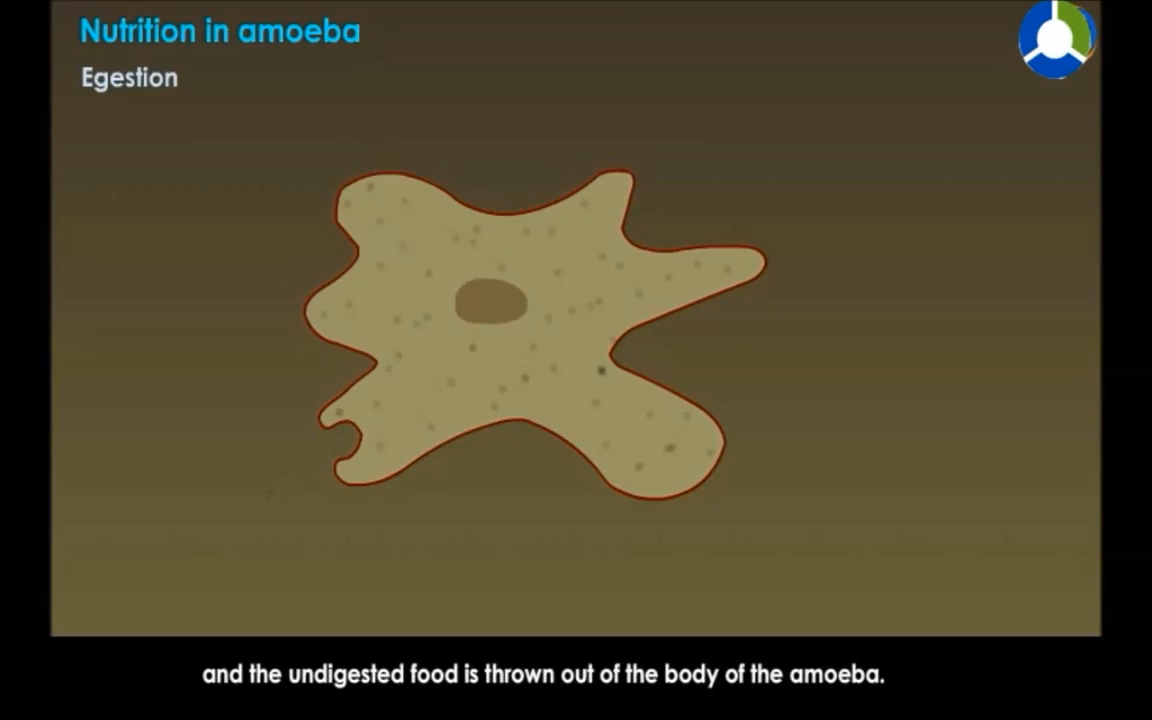 Nutrition in amoeba
Egestion
and the undigested food is thrown out of the body of the amoeba.